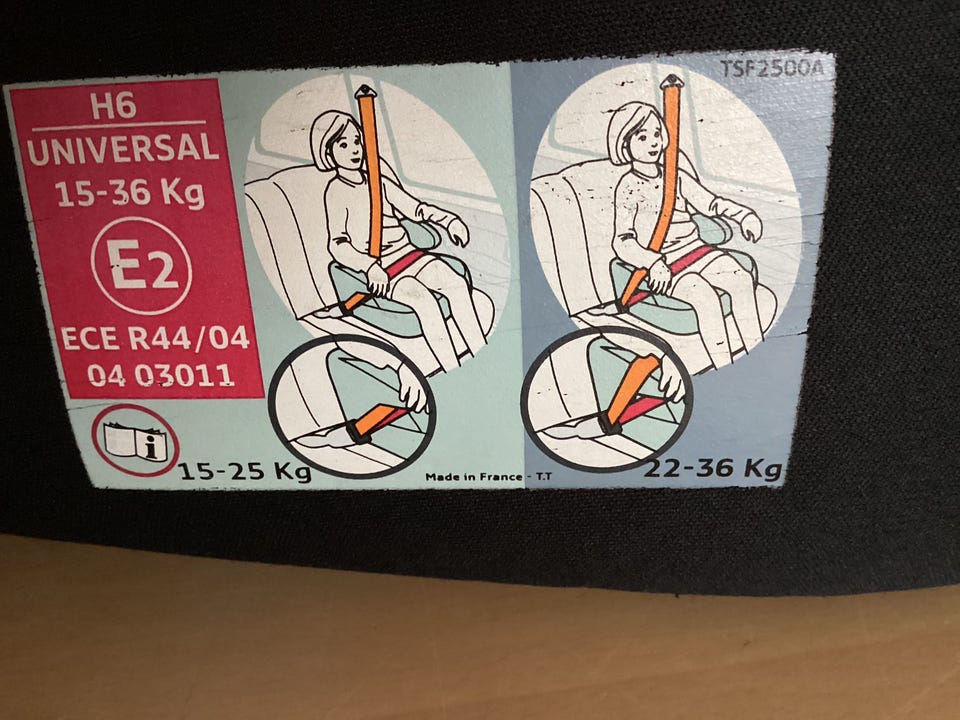 H6
UNIVERSAL
15-36 Kg
E2
ECE R44/04
04 03011
i
15-25 Kg
Made in France - T.T
TSF2500A
22-36 Kg